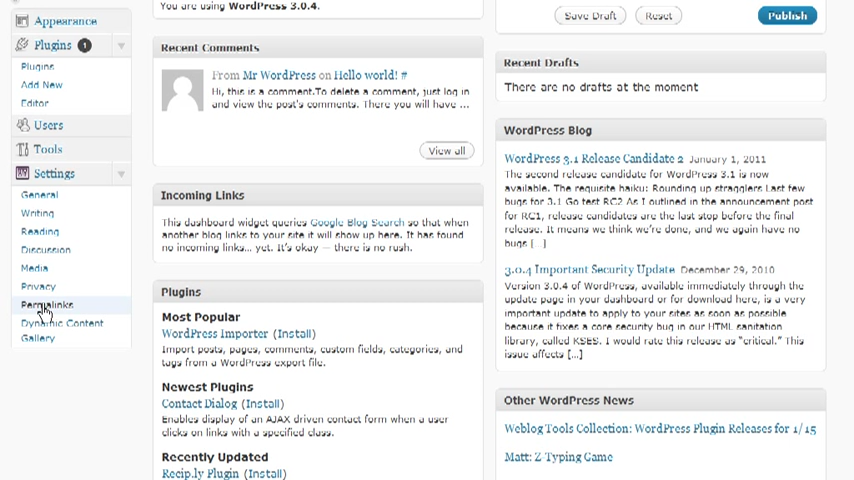 Appearance
Plugins 1
Plugins
Add New
Editor
Users
Tools
Settings
General
Writing
Reading
Discussion
Media
Privacy
Permalinks
Dynamic Content
Gallery
You are using WordPress 3.0.4.
Recent Comments
From Mr WordPress on Hello world! #
Hi, this is a comment.To delete a comment, just log in
and view the post's comments. There you will have ...
View all
Incoming Links
This dashboard widget queries Google Blog Search so that when
another blog links to your site it will show up here. It has found
no incoming links... yet. It's okay — there is no rush.
Plugins
Most Popular
WordPress Importer (Install)
Import posts, pages, comments, custom fields, categories, and
tags from a WordPress export file.
Newest Plugins
Contact Dialog (Install)
Enables display of an AJAX driven contact form when a user
clicks on links with a specified class.
Recently Updated
Recip.ly Plugin (Install)
Save Draft
Reset
Publish
Recent Drafts
There are no drafts at the moment
WordPress Blog
WordPress 3.1 Release Candidate 2 January 1, 2011
The second release candidate for WordPress 3.1 is now
available. The requisite haiku: Rounding up stragglers Last few
bugs for 3.1 Go test RC2 As I outlined in the announcement post
for RC1, release candidates are the last stop before the final
release. It means we think we're done, and we again have no
bugs [...]
3.0.4 Important Security Update December 29, 2010
Version 3.0.4 of WordPress, available immediately through the
update page in your dashboard or for download here, is a very
important update to apply to your sites as soon as possible
because it fixes a core security bug in our HTML sanitation
library, called KSES. I would rate this release as "critical." This
issue affects [...]
Other WordPress News
Weblog Tools Collection: WordPress Plugin Releases for 1/15
Matt: Z-Typing Game